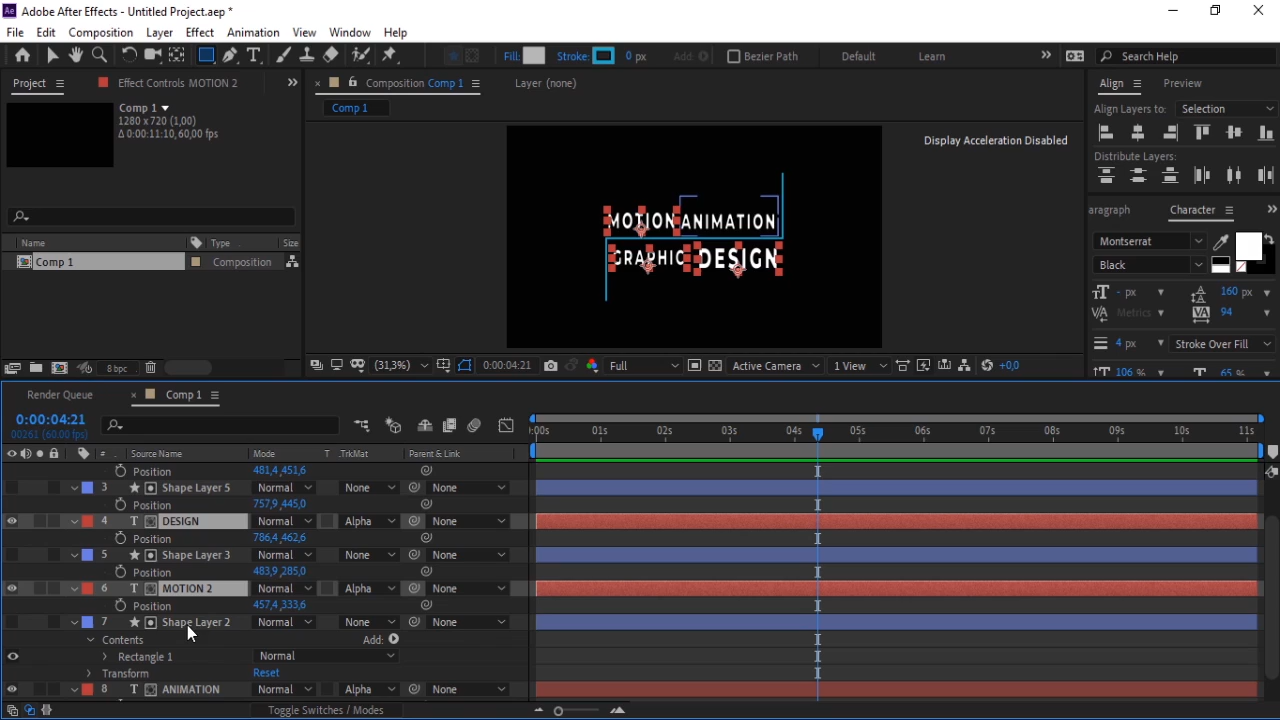 Ae Adobe After Effects - Untitled Project.aep *
File Edit Composition Layer Effect Animation View Window Help
T Fill: Stroke: 0 px Add: Bezier Path Default Learn Search Help
Project Effect Controls MOTION 2
Composition Comp 1 Layer (none)
Align Preview
Comp 1
1280 x 720 (1,00)
Δ 0:00:11:10, 60,00 fps
Comp 1
Align Layers to: Selection
Display Acceleration Disabled
Distribute Layers:
MOTION ANIMATION
GRAPHIC DESIGN
aragraph Character
Name Type Size
Comp 1 Composition
Montserrat
Black
- px 160 px
Metrics 94
4 px Stroke Over Fill
106 % 65 %
8 bpc
(31,3%) 0:00:04:21 Full Active Camera 1 View +0,0
Render Queue Comp 1
0:00:04:21
00261 (60.00 fps)
):00s 01s 02s 03s 04s 05s 06s 07s 08s 09s 10s 11s
# Source Name Mode T .TrkMat Parent & Link
Position 481,4,451,6
3 Shape Layer 5 Normal None None
Position 757,9,445,0
4 T DESIGN Normal Alpha None
Position 786,4,462,6
5 Shape Layer 3 Normal None None
Position 483,9,285,0
6 T MOTION 2 Normal Alpha None
Position 457,4,333,6
7 Shape Layer 2 Normal None None
Contents Add:
Rectangle 1 Normal
Transform Reset
8 T ANIMATION Normal Alpha None
Toggle Switches / Modes